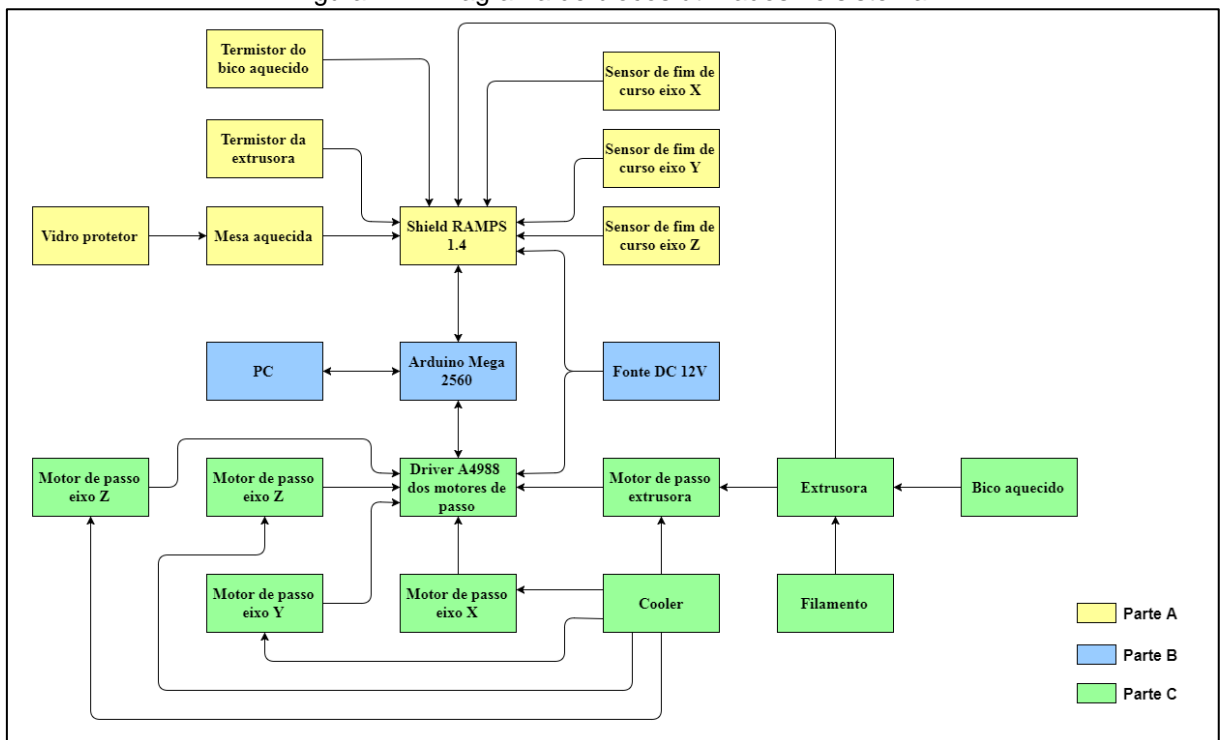 Termistor do
bico aquecido
Sensor de fim de
curso eixo X
Termistor da
extrusora
Sensor de fim de
curso eixo Y
Vidro protetor
Mesa aquecida
Shield RAMPS
1.4
Sensor de fim de
curso eixo Z
PC
Arduino Mega
2560
Fonte DC 12V
Motor de passo
eixo Z
Motor de passo
eixo Z
Driver A4988
dos motores de
passo
Motor de passo
extrusora
Extrusora
Bico aquecido
Motor de passo
eixo Y
Motor de passo
eixo X
Cooler
Filamento
Parte A
Parte B
Parte C